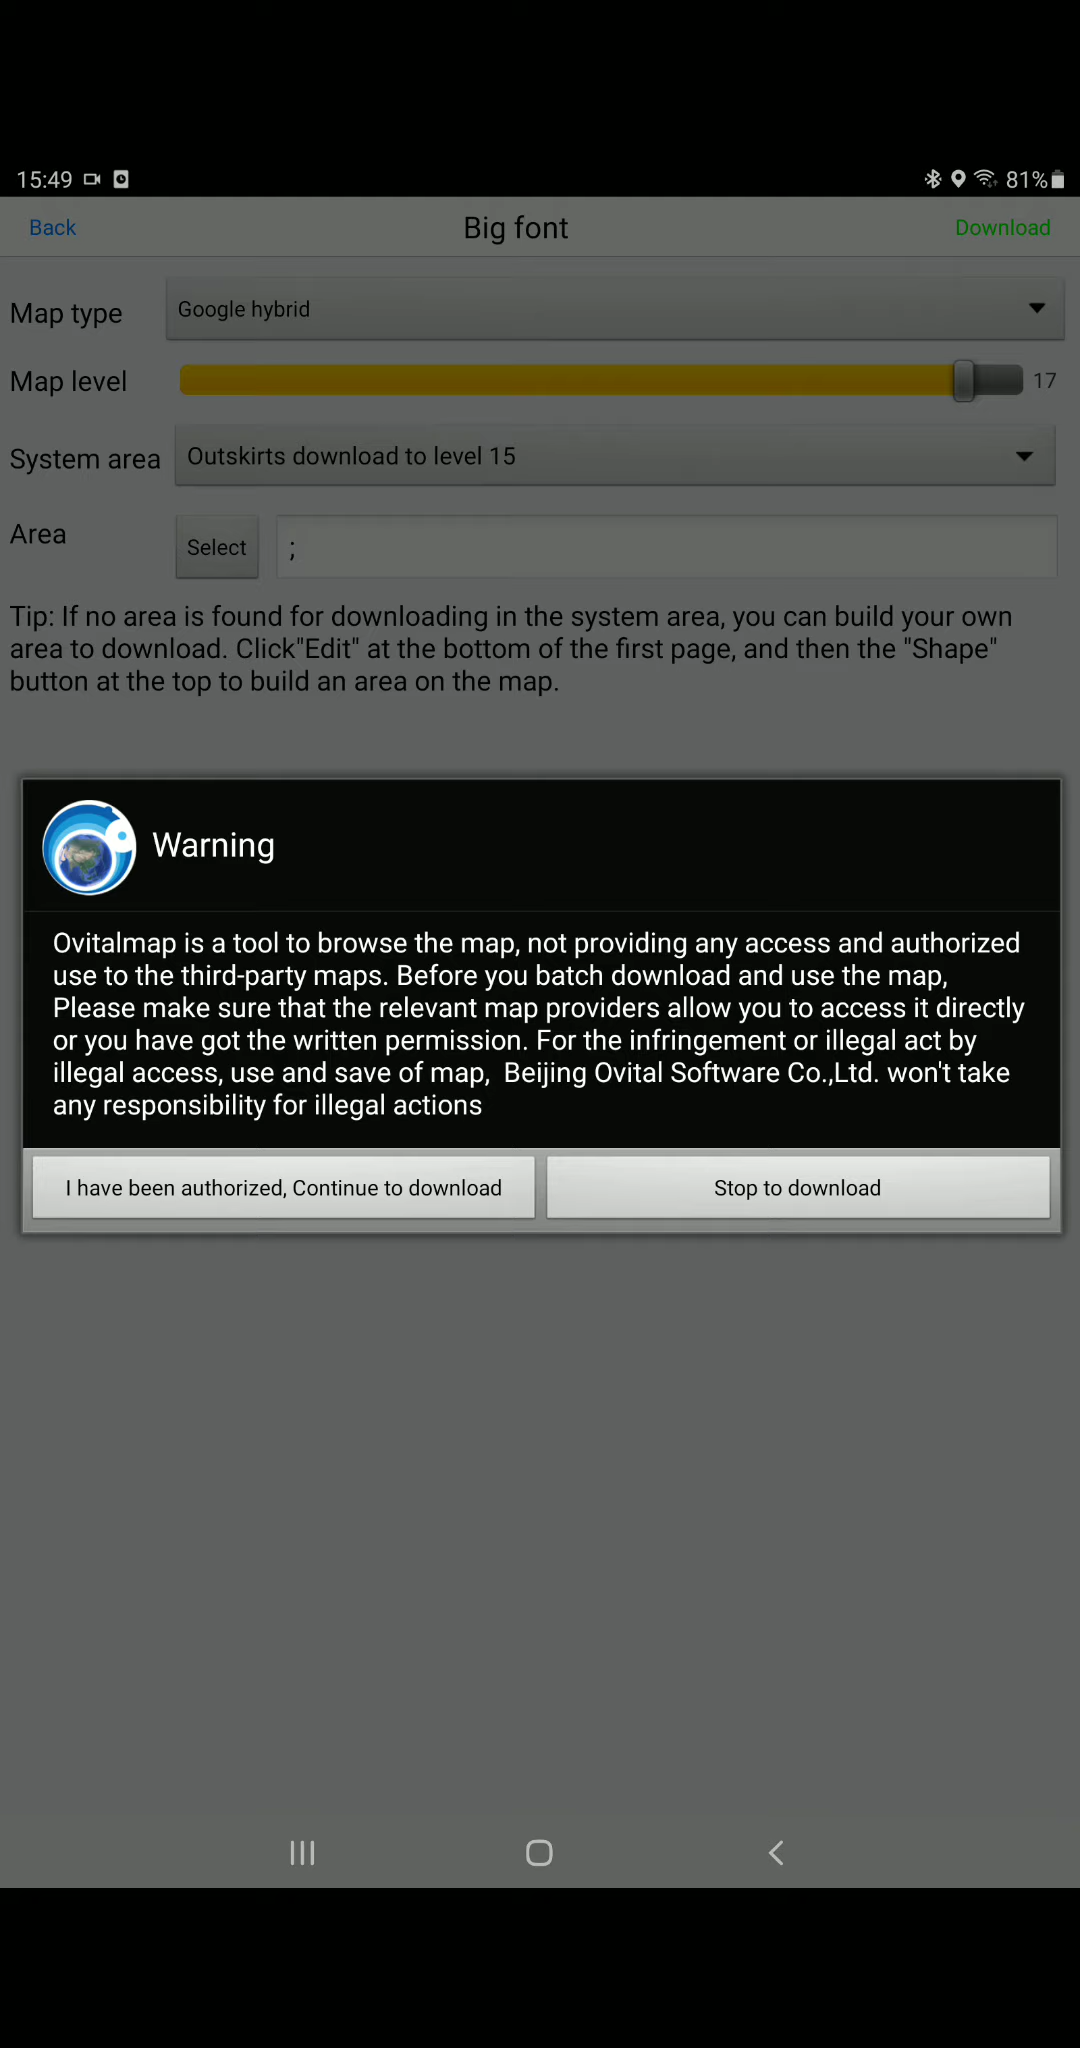 15:49 81%
Back Big font Download
Map type Google hybrid
Map level 17
System area Outskirts download to level 15
Area Select ;
Tip: If no area is found for downloading in the system area, you can build your own
area to download. Click"Edit" at the bottom of the first page, and then the "Shape"
button at the top to build an area on the map.
Warning
Ovitalmap is a tool to browse the map, not providing any access and authorized
use to the third-party maps. Before you batch download and use the map,
Please make sure that the relevant map providers allow you to access it directly
or you have got the written permission. For the infringement or illegal act by
illegal access, use and save of map,  Beijing Ovital Software Co.,Ltd. won't take
any responsibility for illegal actions
I have been authorized, Continue to download Stop to download